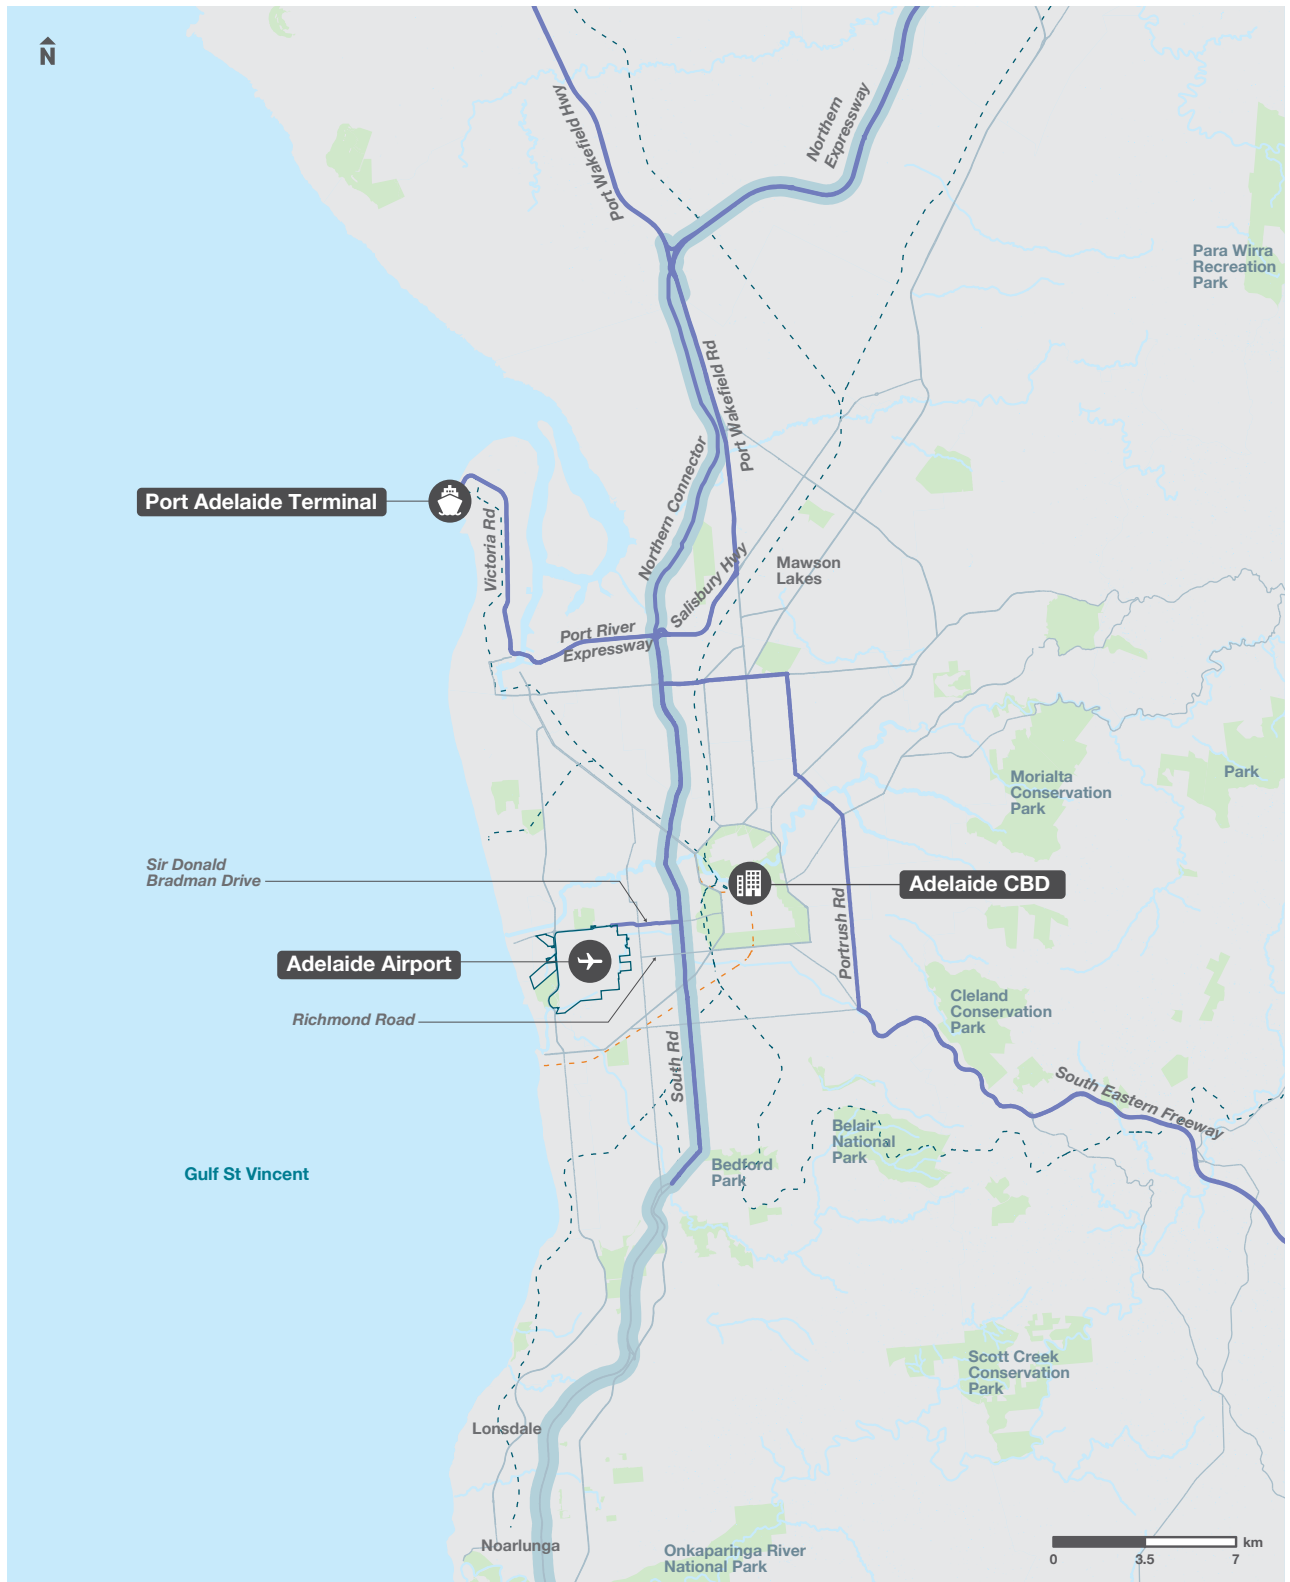 N
Port Wakefield Hwy
Northern
Expressway
Para Wirra
Recreation
Park
Port Wakefield Rd
Northern Connector
Port Adelaide Terminal
Victoria Rd
Salisbury Hwy
Mawson
Lakes
Port River
Expressway
Morialta
Conservation
Park
Park
Sir Donald
Bradman Drive
Adelaide CBD
Portrush Rd
Adelaide Airport
Cleland
Conservation
Park
Richmond Road
South Rd
South Eastern Freeway
Belair
National
Park
Bedford
Park
Gulf St Vincent
Scott Creek
Conservation
Park
Lonsdale
Noarlunga
Onkaparinga River
National Park
km
0 3.5 7